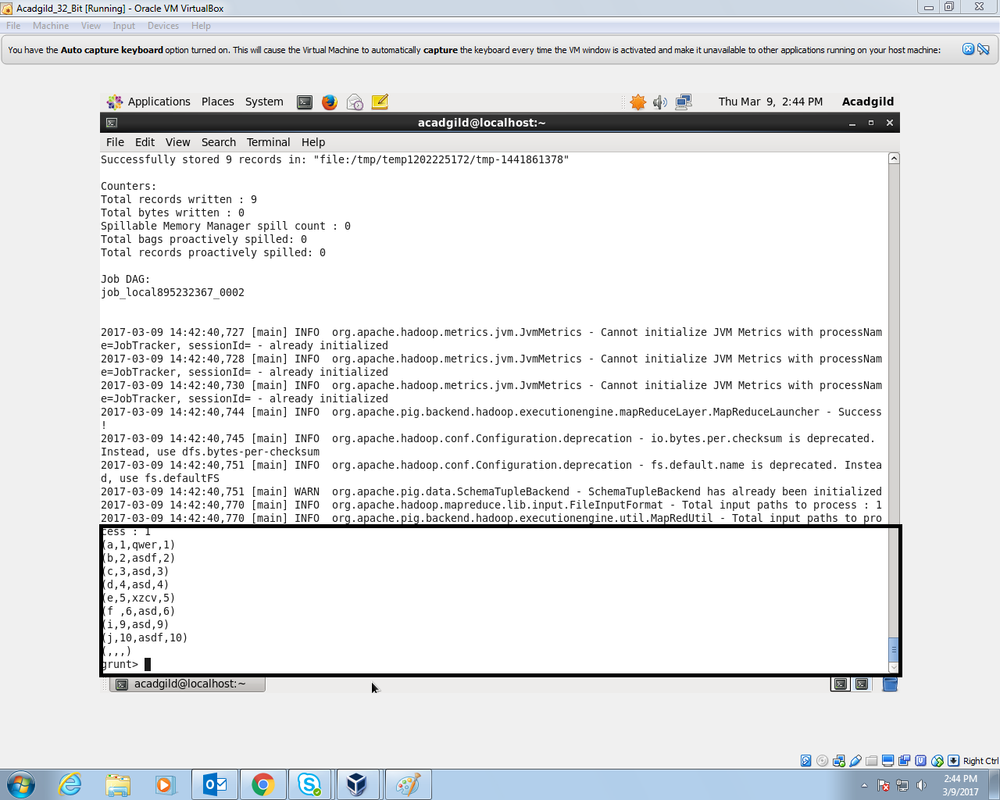 Acadgild_32_Bit [Running] - Oracle VM VirtualBox
File Machine View Input Devices Help
You have the Auto capture keyboard option turned on. This will cause the Virtual Machine to automatically capture the keyboard every time the VM window is activated and make it unavailable to other applications running on your host machine:
Applications Places System Thu Mar 9, 2:44 PM Acadgild
acadgild@localhost:~
File Edit View Search Terminal Help
Successfully stored 9 records in: "file:/tmp/temp1202225172/tmp-1441861378"
Counters:
Total records written : 9
Total bytes written : 0
Spillable Memory Manager spill count : 0
Total bags proactively spilled: 0
Total records proactively spilled: 0
Job DAG:
job_local895232367_0002
2017-03-09 14:42:40,727 [main] INFO  org.apache.hadoop.metrics.jvm.JvmMetrics - Cannot initialize JVM Metrics with processNam
e=JobTracker, sessionId= - already initialized
2017-03-09 14:42:40,728 [main] INFO  org.apache.hadoop.metrics.jvm.JvmMetrics - Cannot initialize JVM Metrics with processNam
e=JobTracker, sessionId= - already initialized
2017-03-09 14:42:40,730 [main] INFO  org.apache.hadoop.metrics.jvm.JvmMetrics - Cannot initialize JVM Metrics with processNam
e=JobTracker, sessionId= - already initialized
2017-03-09 14:42:40,744 [main] INFO  org.apache.pig.backend.hadoop.executionengine.mapReduceLayer.MapReduceLauncher - Success
!
2017-03-09 14:42:40,745 [main] INFO  org.apache.hadoop.conf.Configuration.deprecation - io.bytes.per.checksum is deprecated.
Instead, use dfs.bytes-per-checksum
2017-03-09 14:42:40,751 [main] INFO  org.apache.hadoop.conf.Configuration.deprecation - fs.default.name is deprecated. Instea
d, use fs.defaultFS
2017-03-09 14:42:40,751 [main] WARN  org.apache.pig.data.SchemaTupleBackend - SchemaTupleBackend has already been initialized
2017-03-09 14:42:40,770 [main] INFO  org.apache.hadoop.mapreduce.lib.input.FileInputFormat - Total input paths to process : 1
2017-03-09 14:42:40,770 [main] INFO  org.apache.pig.backend.hadoop.executionengine.util.MapRedUtil - Total input paths to pro
cess : 1
(a,1,qwer,1)
(b,2,asdf,2)
(c,3,asd,3)
(d,4,asd,4)
(e,5,xzcv,5)
(f ,6,asd,6)
(i,9,asd,9)
(j,10,asdf,10)
(,,,)
grunt>
acadgild@localhost:~
Right Ctrl
2:44 PM
3/9/2017